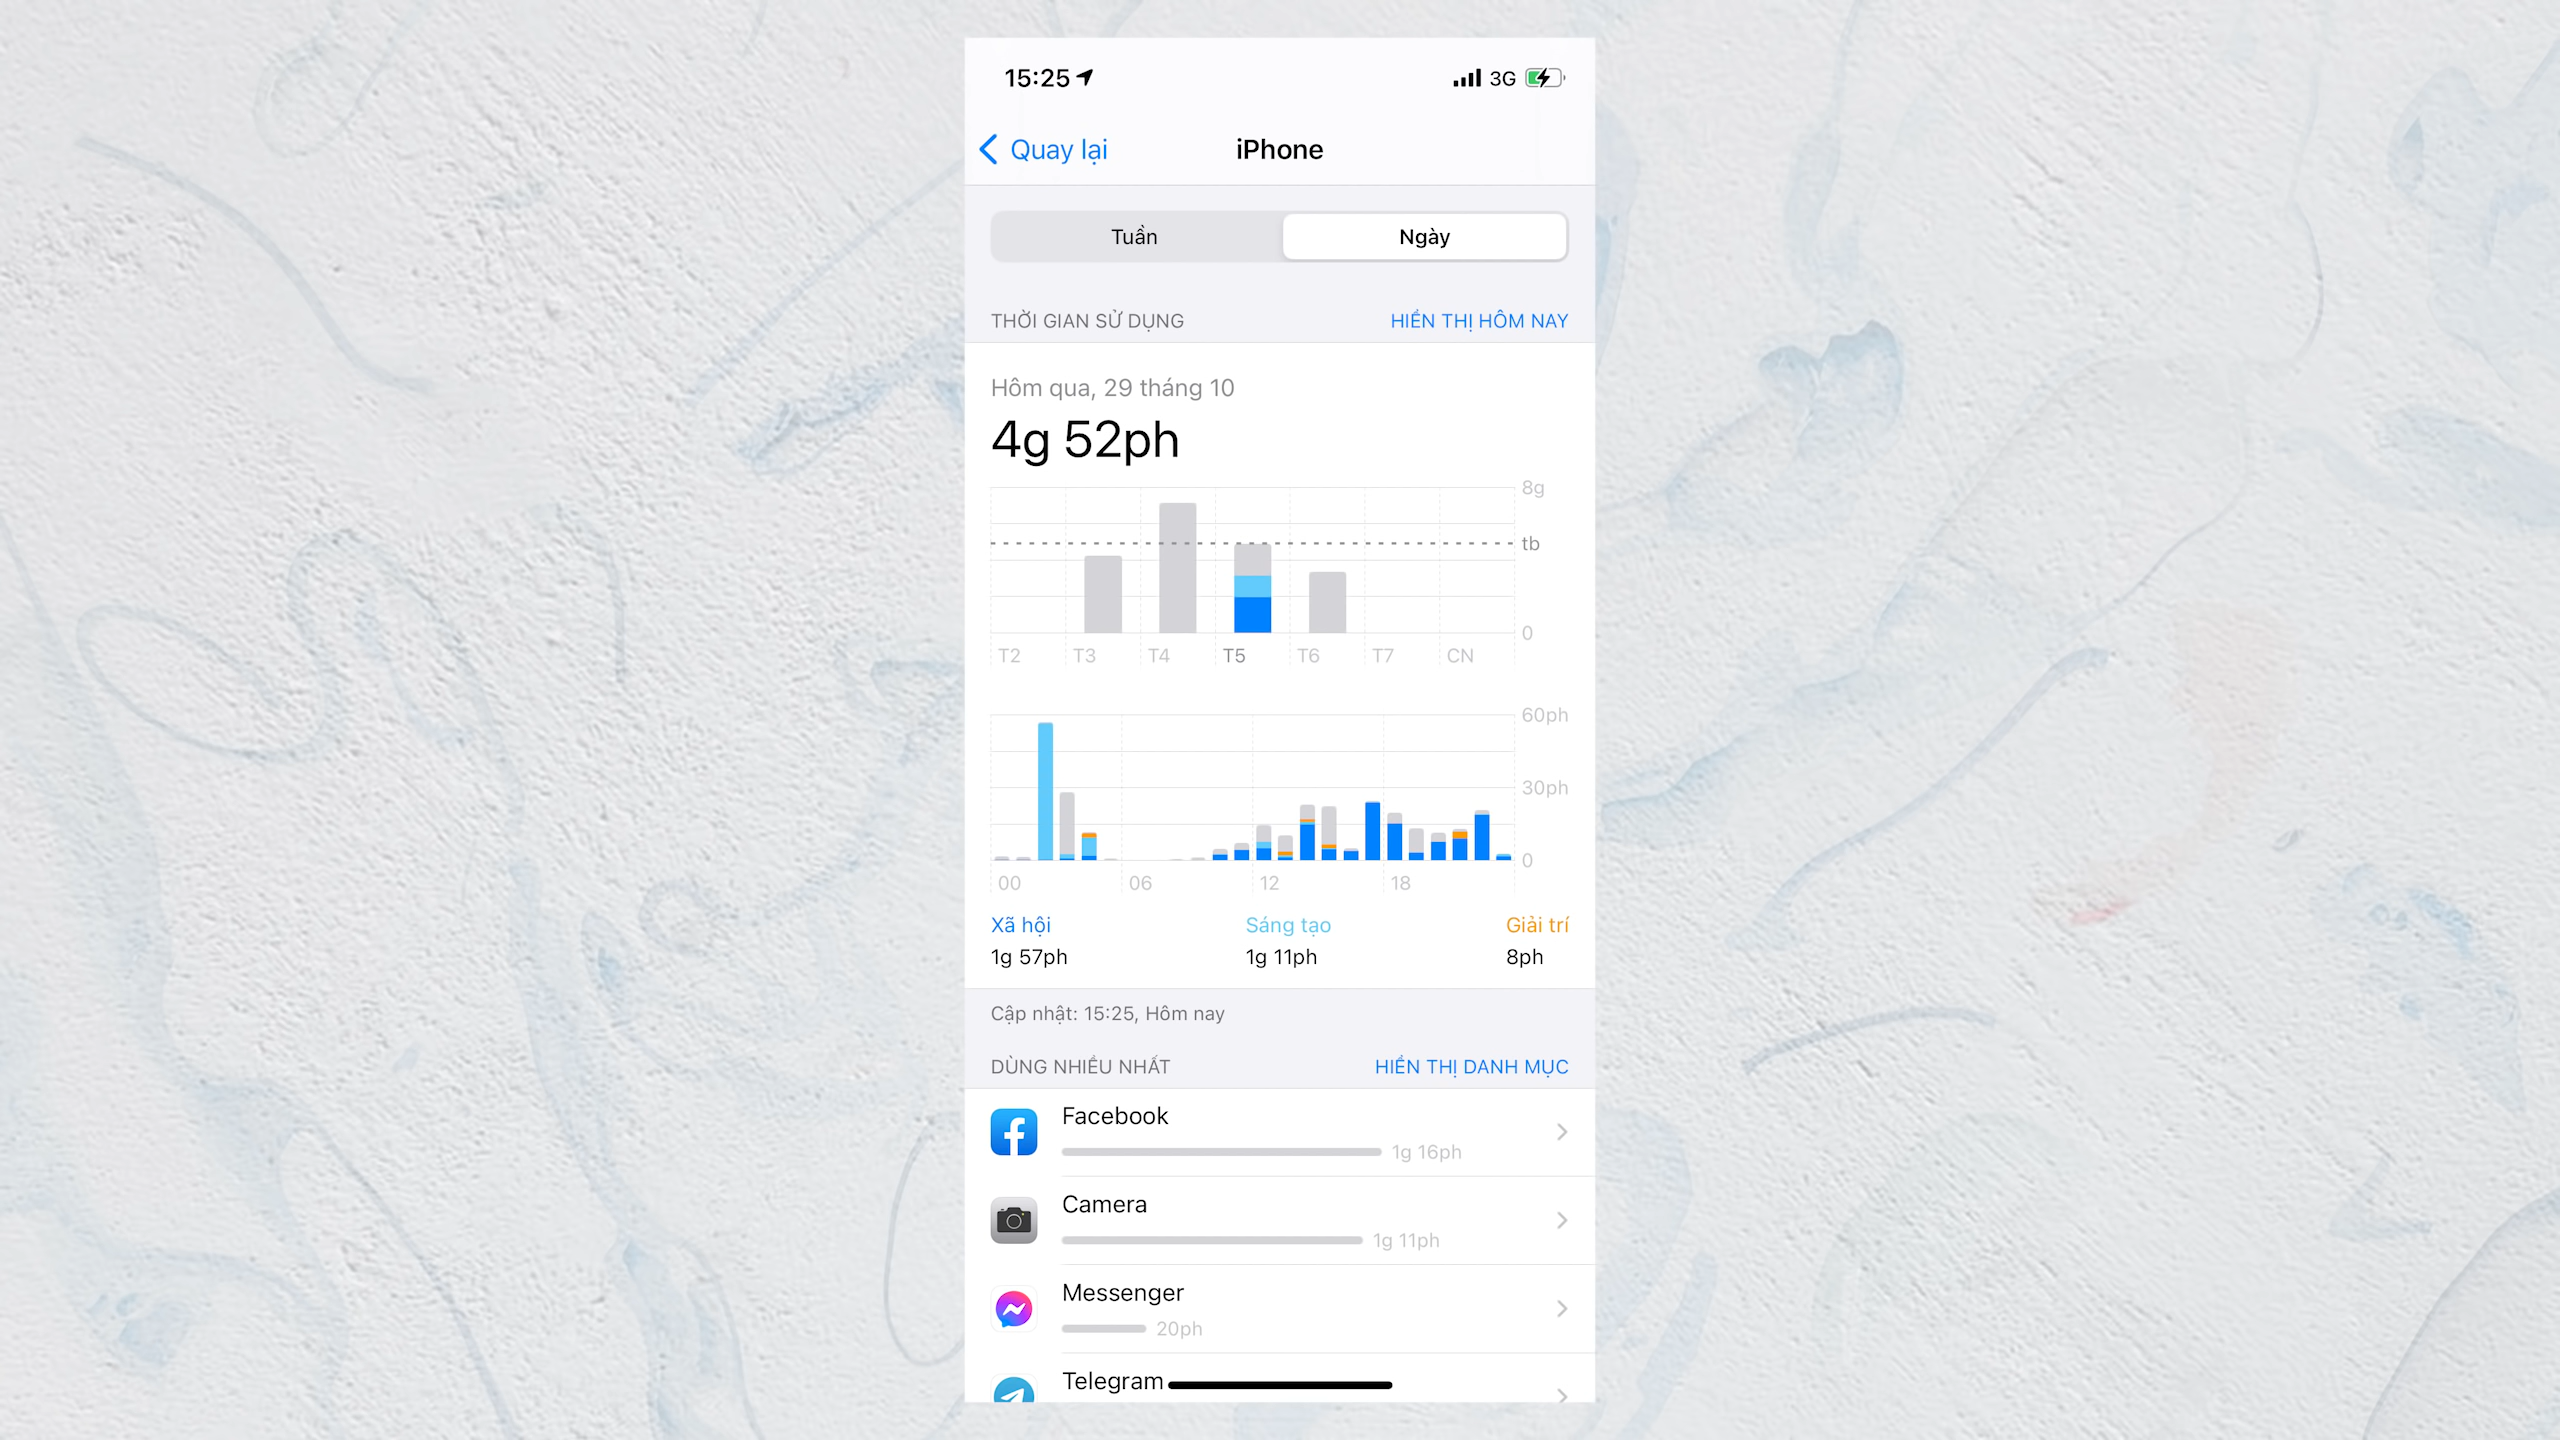 15:25 3G
Quay lại iPhone
Tuần Ngày
THỜI GIAN SỬ DỤNG HIỂN THỊ HÔM NAY
Hôm qua, 29 tháng 10
4g 52ph
8g
tb
0
T2 T3 T4 T5 T6 T7 CN
60ph
30ph
0
00 06 12 18
Xã hội Sáng tạo Giải trí
1g 57ph 1g 11ph 8ph
Cập nhật: 15:25, Hôm nay
DÙNG NHIỀU NHẤT HIỂN THỊ DANH MỤC
Facebook
1g 16ph
Camera
1g 11ph
Messenger
20ph
Telegram